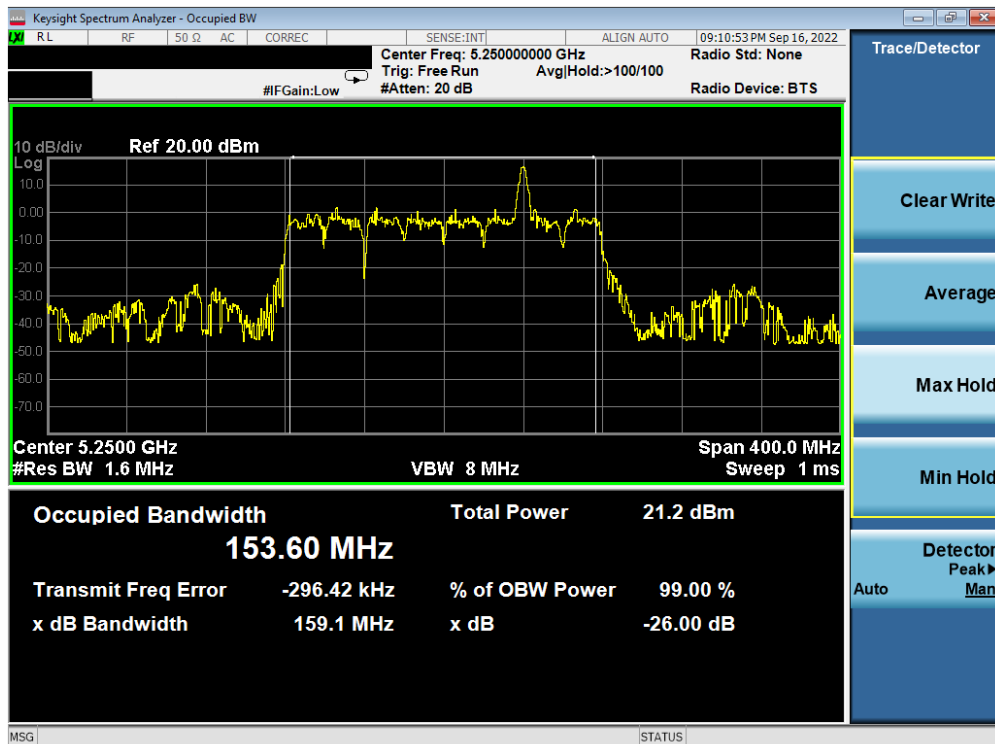 Keysight Spectrum Analyzer - Occupied BW
LXI RL RF 50 Ω AC CORREC SENSE:INT ALIGN AUTO 09:10:53 PM Sep 16, 2022
Center Freq: 5.250000000 GHz Radio Std: None
Trig: Free Run Avg|Hold:>100/100
#IFGain:Low #Atten: 20 dB Radio Device: BTS
10 dB/div Ref 20.00 dBm
Log
10.0
0.00
-10.0
-20.0
-30.0
-40.0
-50.0
-60.0
-70.0
Center 5.2500 GHz Span 400.0 MHz
#Res BW 1.6 MHz VBW 8 MHz Sweep 1 ms
Occupied Bandwidth Total Power 21.2 dBm
153.60 MHz
Transmit Freq Error -296.42 kHz % of OBW Power 99.00 %
x dB Bandwidth 159.1 MHz x dB -26.00 dB
MSG STATUS
Trace/Detector
Clear Write
Average
Max Hold
Min Hold
Detector
Peak▶
Auto Man